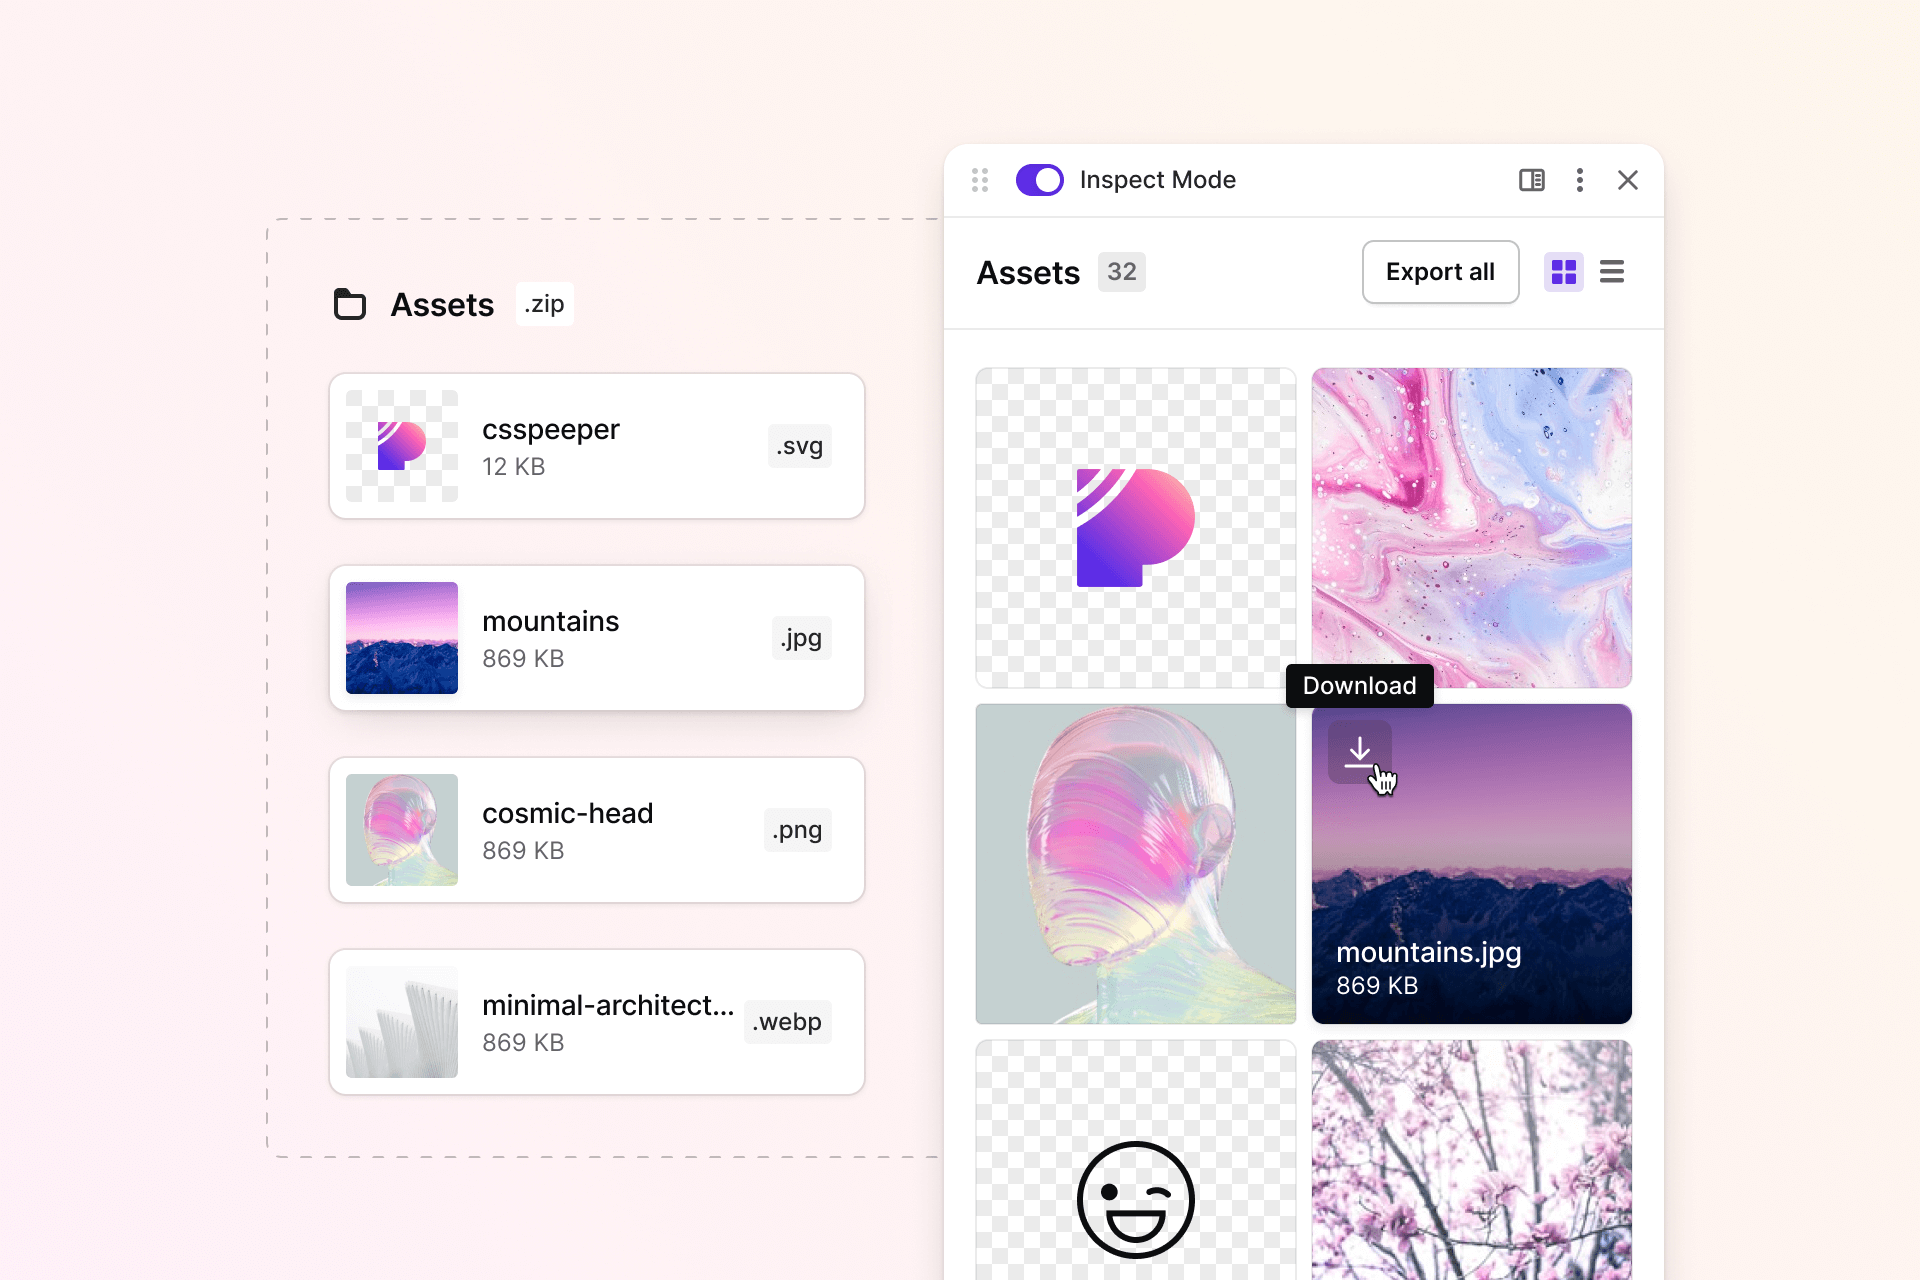 Assets .zip
csspeeper
12 KB
.svg
mountains
869 KB
.jpg
cosmic-head
869 KB
.png
minimal-architect...
869 KB
.webp
Inspect Mode
Assets 32
Export all
Download
mountains.jpg
869 KB